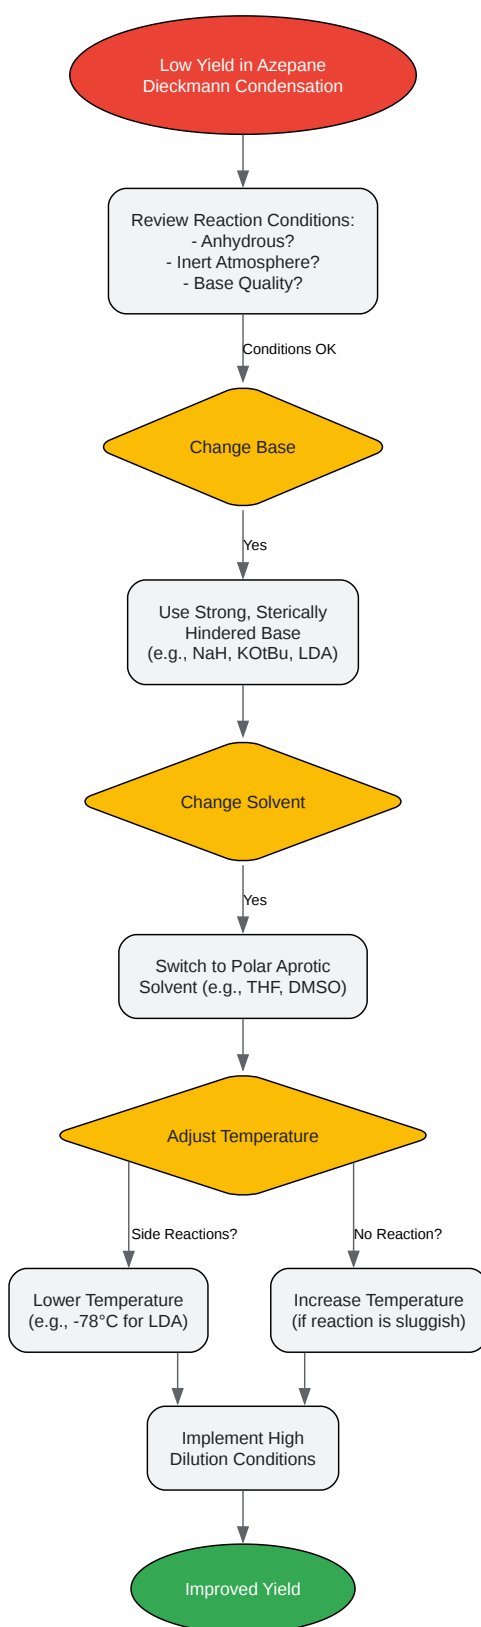 Low Yield in Azepane
Dieckmann Condensation
Review Reaction Conditions:
- Anhydrous?
- Inert Atmosphere?
- Base Quality?
Conditions OK
Change Base
Yes
Use Strong, Sterically
Hindered Base
(e.g., NaH, KOtBu, LDA)
Change Solvent
Yes
Switch to Polar Aprotic
Solvent (e.g., THF, DMSO)
Adjust Temperature
Side Reactions?
No Reaction?
Lower Temperature
(e.g., -78°C for LDA)
Increase Temperature
(if reaction is sluggish)
Implement High
Dilution Conditions
Improved Yield